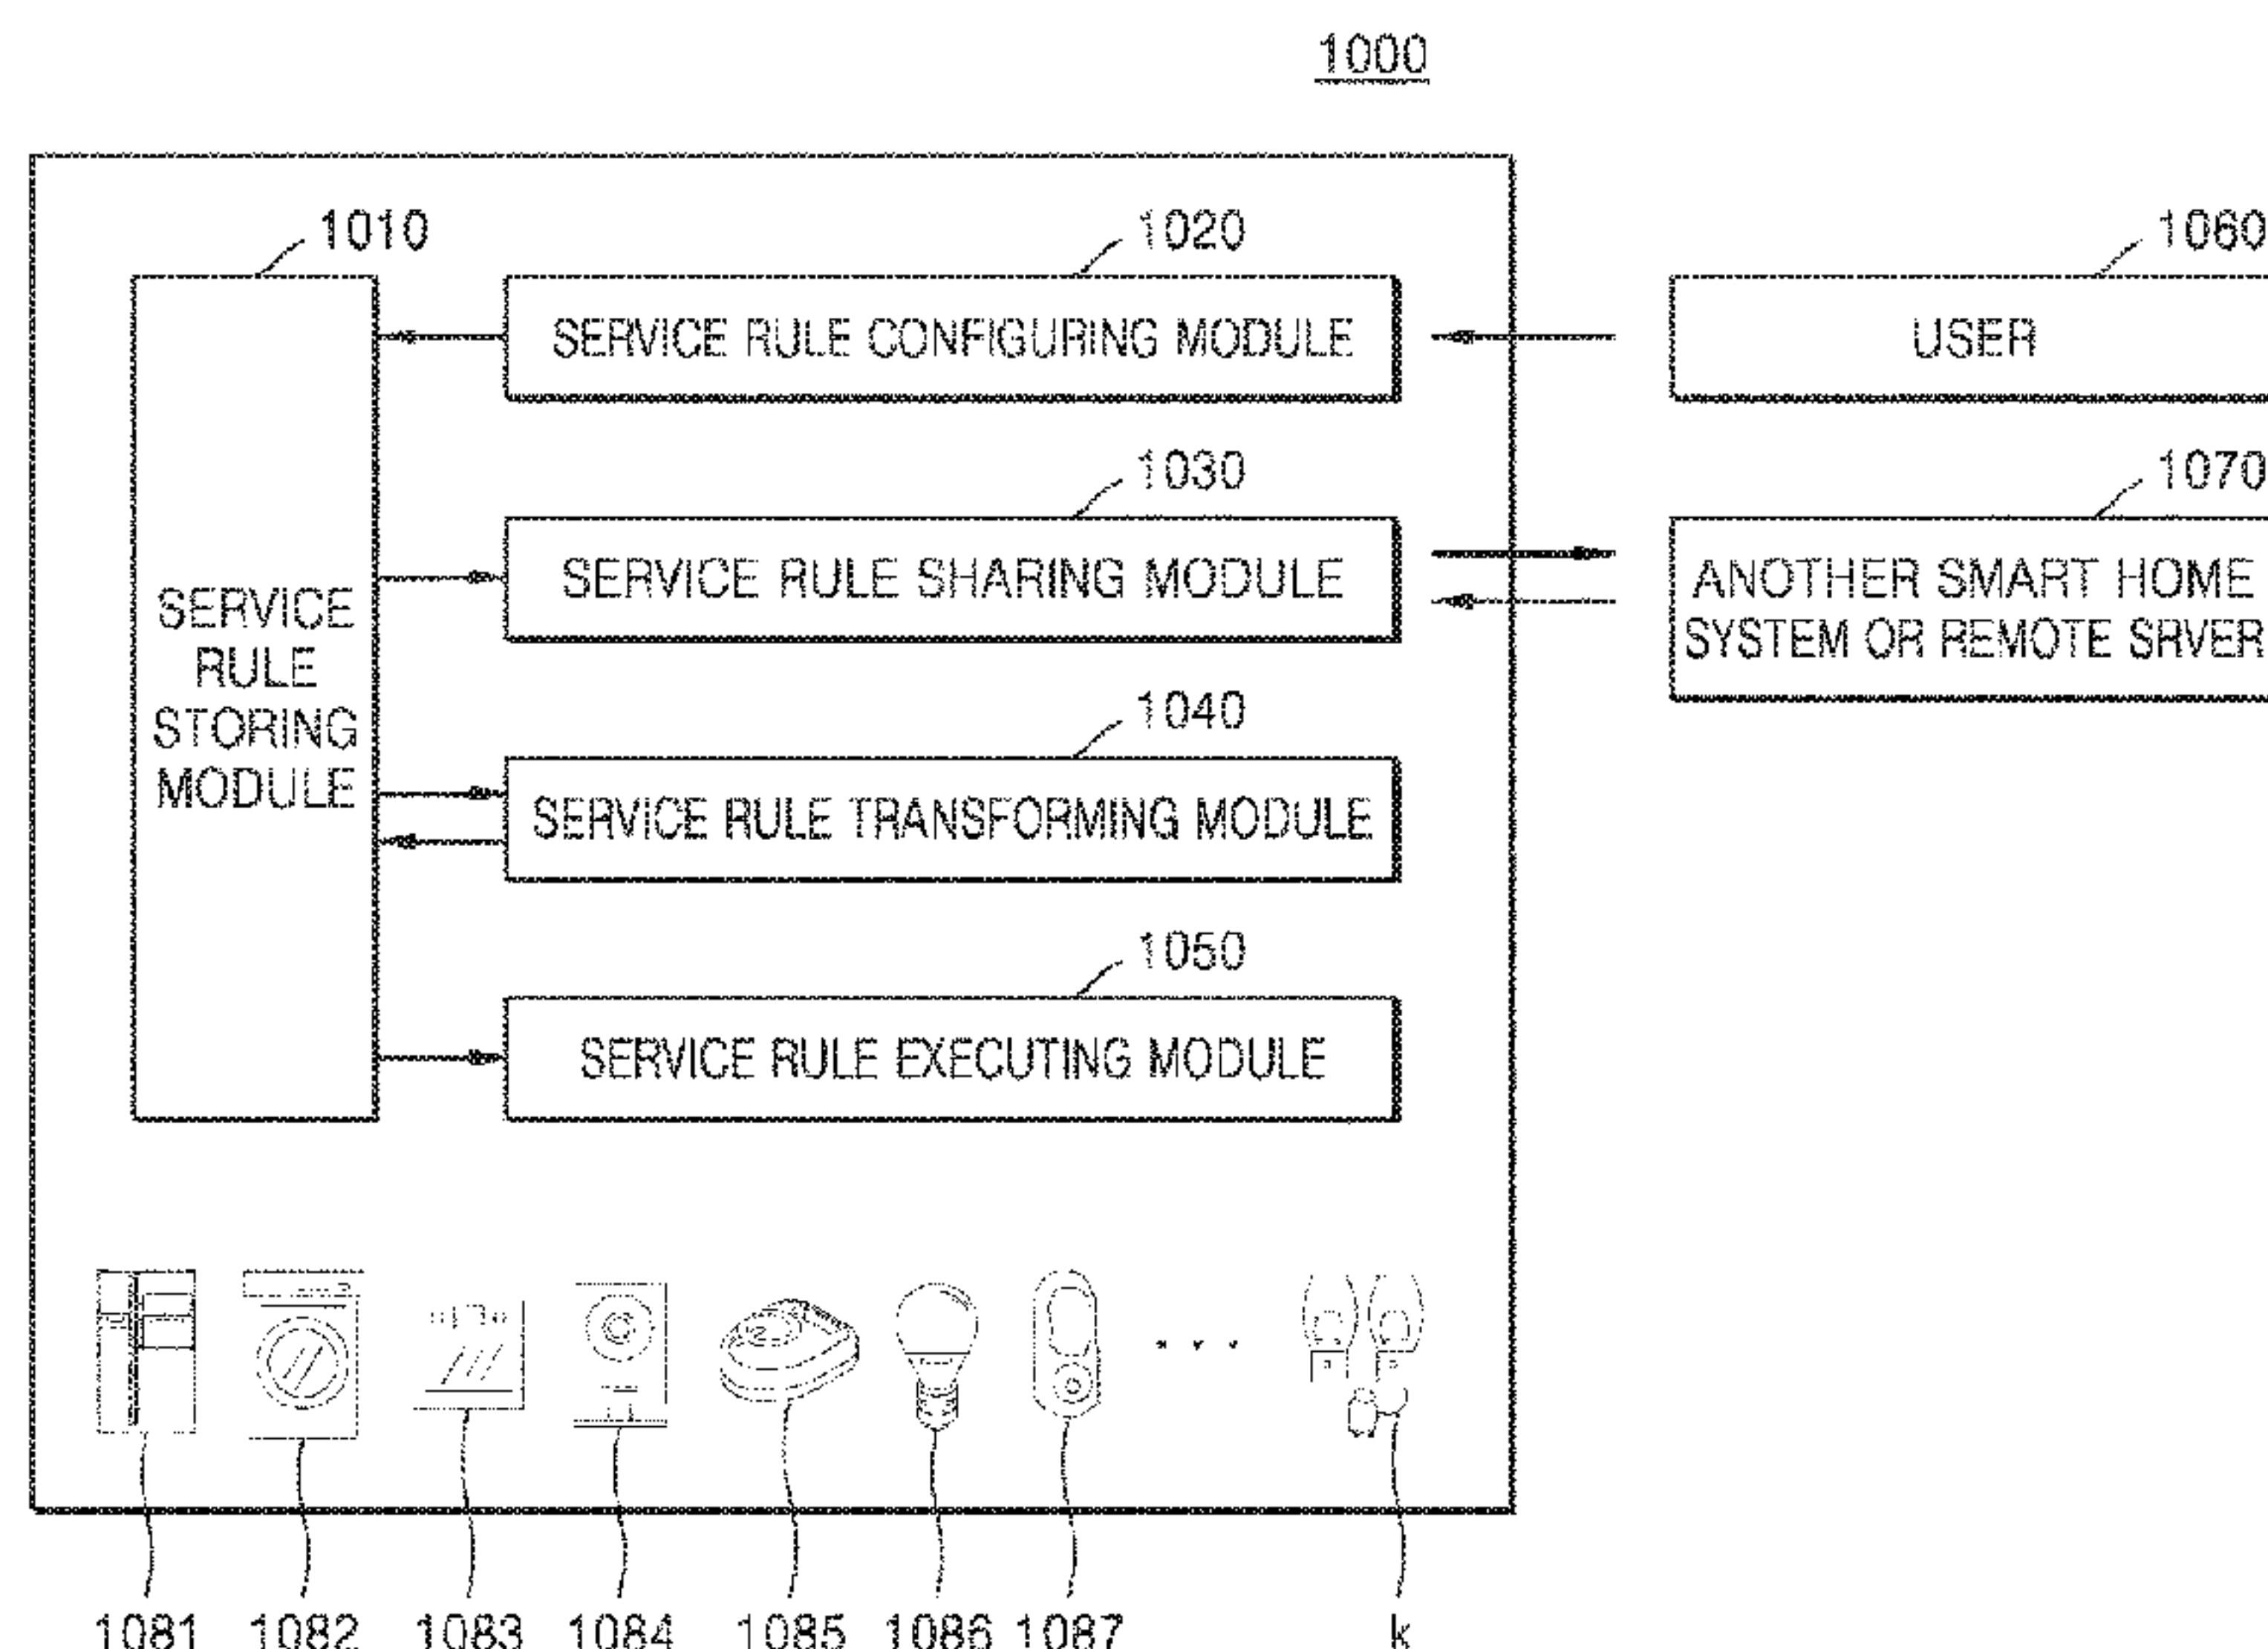 1000
1010
1020
1060
SERVICE RULE CONFIGURING MODULE
USER
1030
1070
SERVICE RULE SHARING MODULE
ANOTHER SMART HOME
SYSTEM OR REMOTE SRVER
SERVICE
RULE
STORING
MODULE
1040
SERVICE RULE TRANSFORMING MODULE
1050
SERVICE RULE EXECUTING MODULE
1081 1082 1083 1084 1085 1086 1087 k